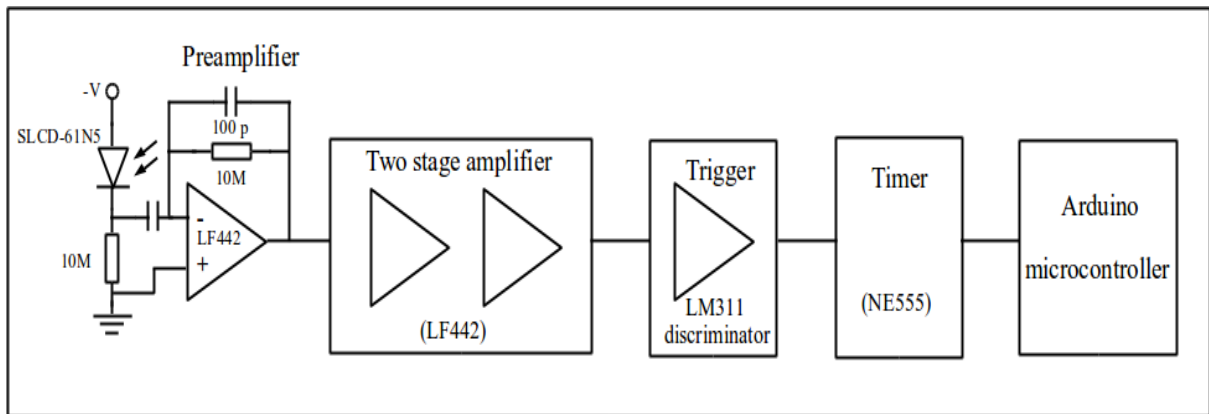 Preamplifier
-V
SLCD-61N5
100 p
10M
-
LF442
+
10M
Two stage amplifier
(LF442)
Trigger
LM311
discriminator
Timer
(NE555)
Arduino
microcontroller